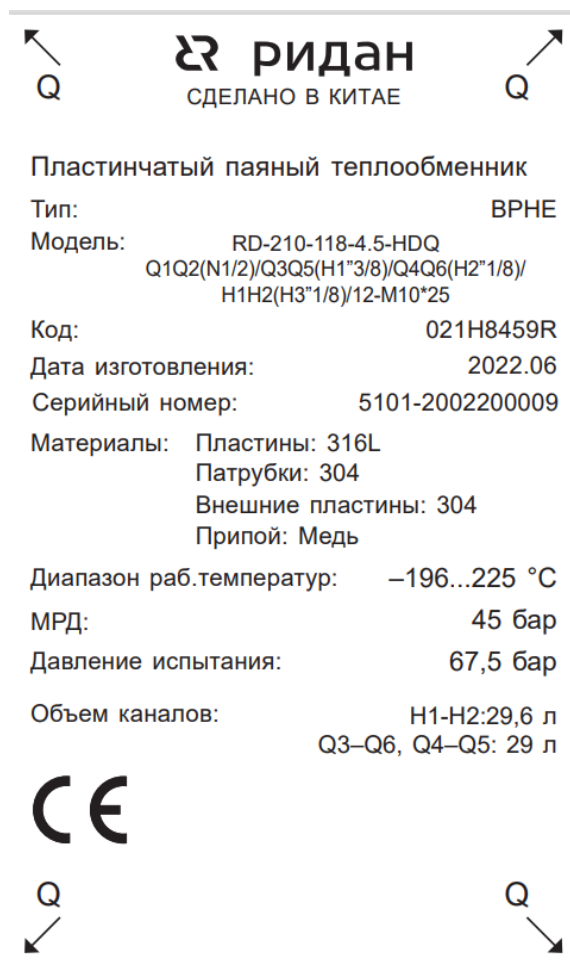 Q ридан Q
СДЕЛАНО В КИТАЕ
Пластинчатый паяный теплообменник
Тип: BPHE
Модель: RD-210-118-4.5-HDQ
Q1Q2(N1/2)/Q3Q5(H1"3/8)/Q4Q6(H2"1/8)/
H1H2(H3"1/8)/12-M10*25
Код: 021H8459R
Дата изготовления: 2022.06
Серийный номер: 5101-2002200009
Материалы: Пластины: 316L
Патрубки: 304
Внешние пластины: 304
Припой: Медь
Диапазон раб.температур: –196...225 °C
МРД: 45 бар
Давление испытания: 67,5 бар
Объем каналов: H1-H2:29,6 л
Q3–Q6, Q4–Q5: 29 л
CE
Q Q